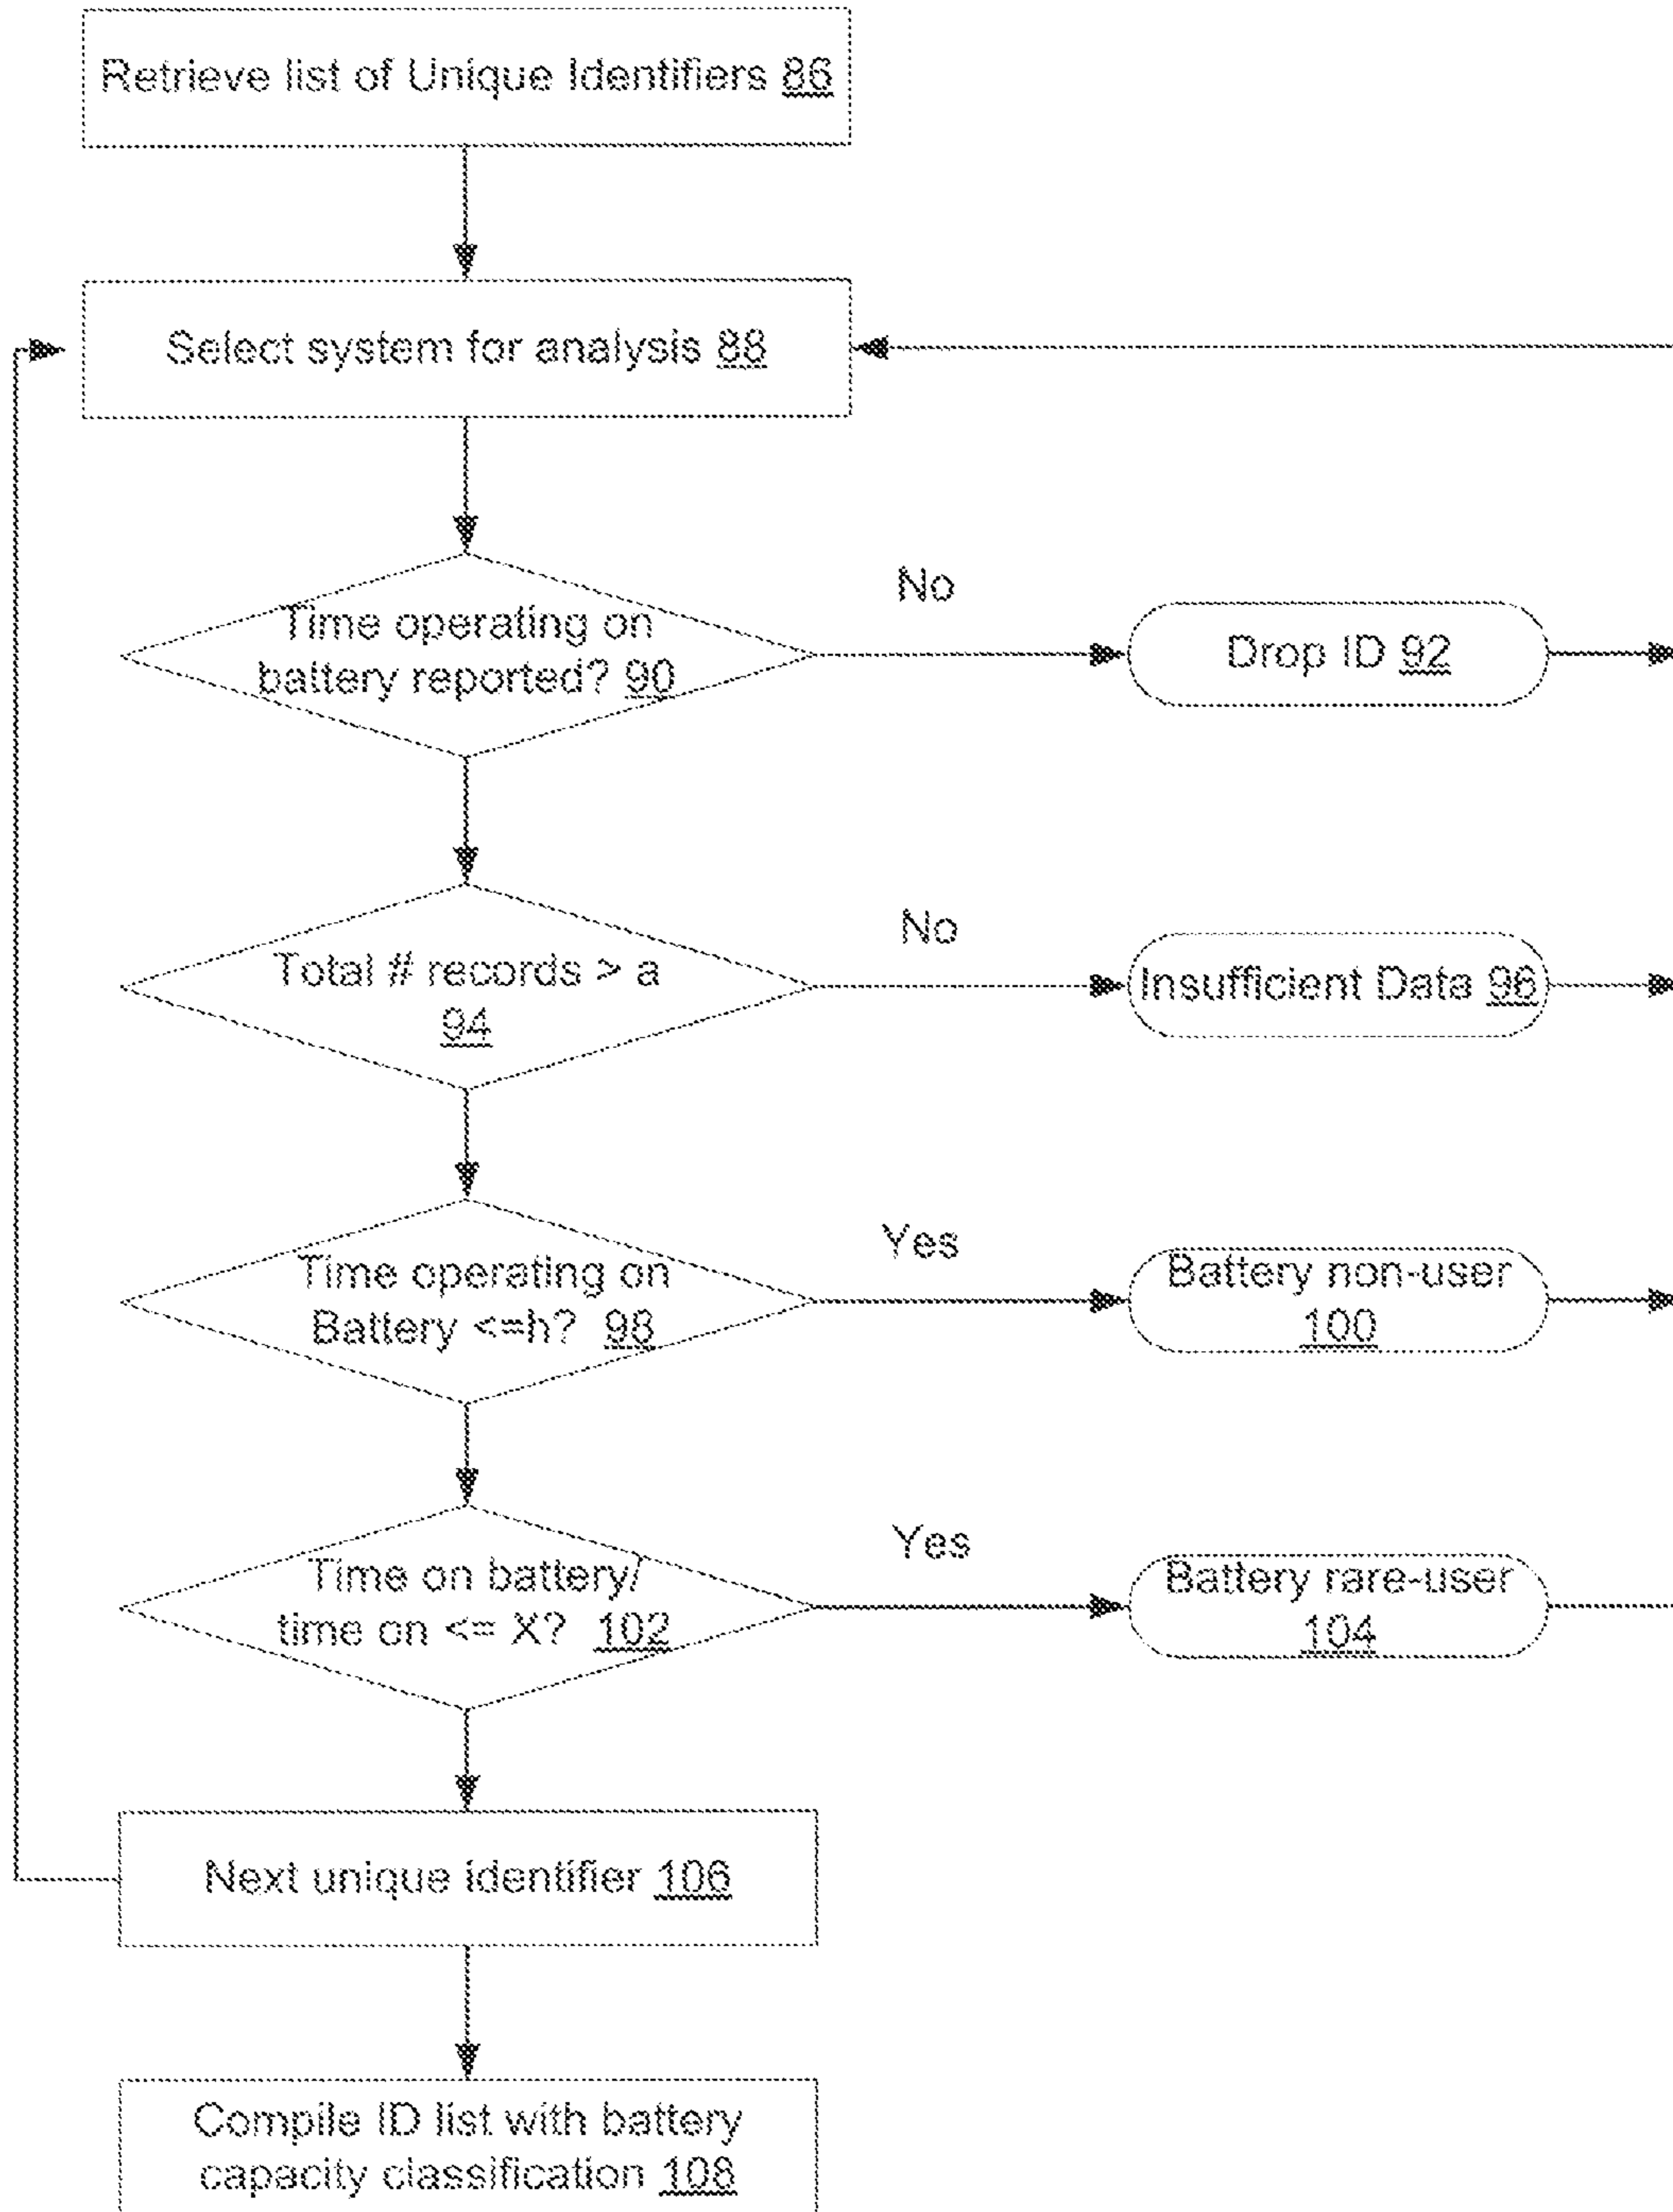 Retrieve list of Unique Identifiers 86
Select system for analysis 88
No
Time operating on
battery reported? 90
Drop ID 92
No
Total # records > a
94
Insufficient Data 96
Yes
Time operating on
Battery <=h? 98
Battery non-user
100
Yes
Time on battery/
time on <= X? 102
Battery rare-user
104
Next unique identifier 106
Compile ID list with battery
capacity classification 108